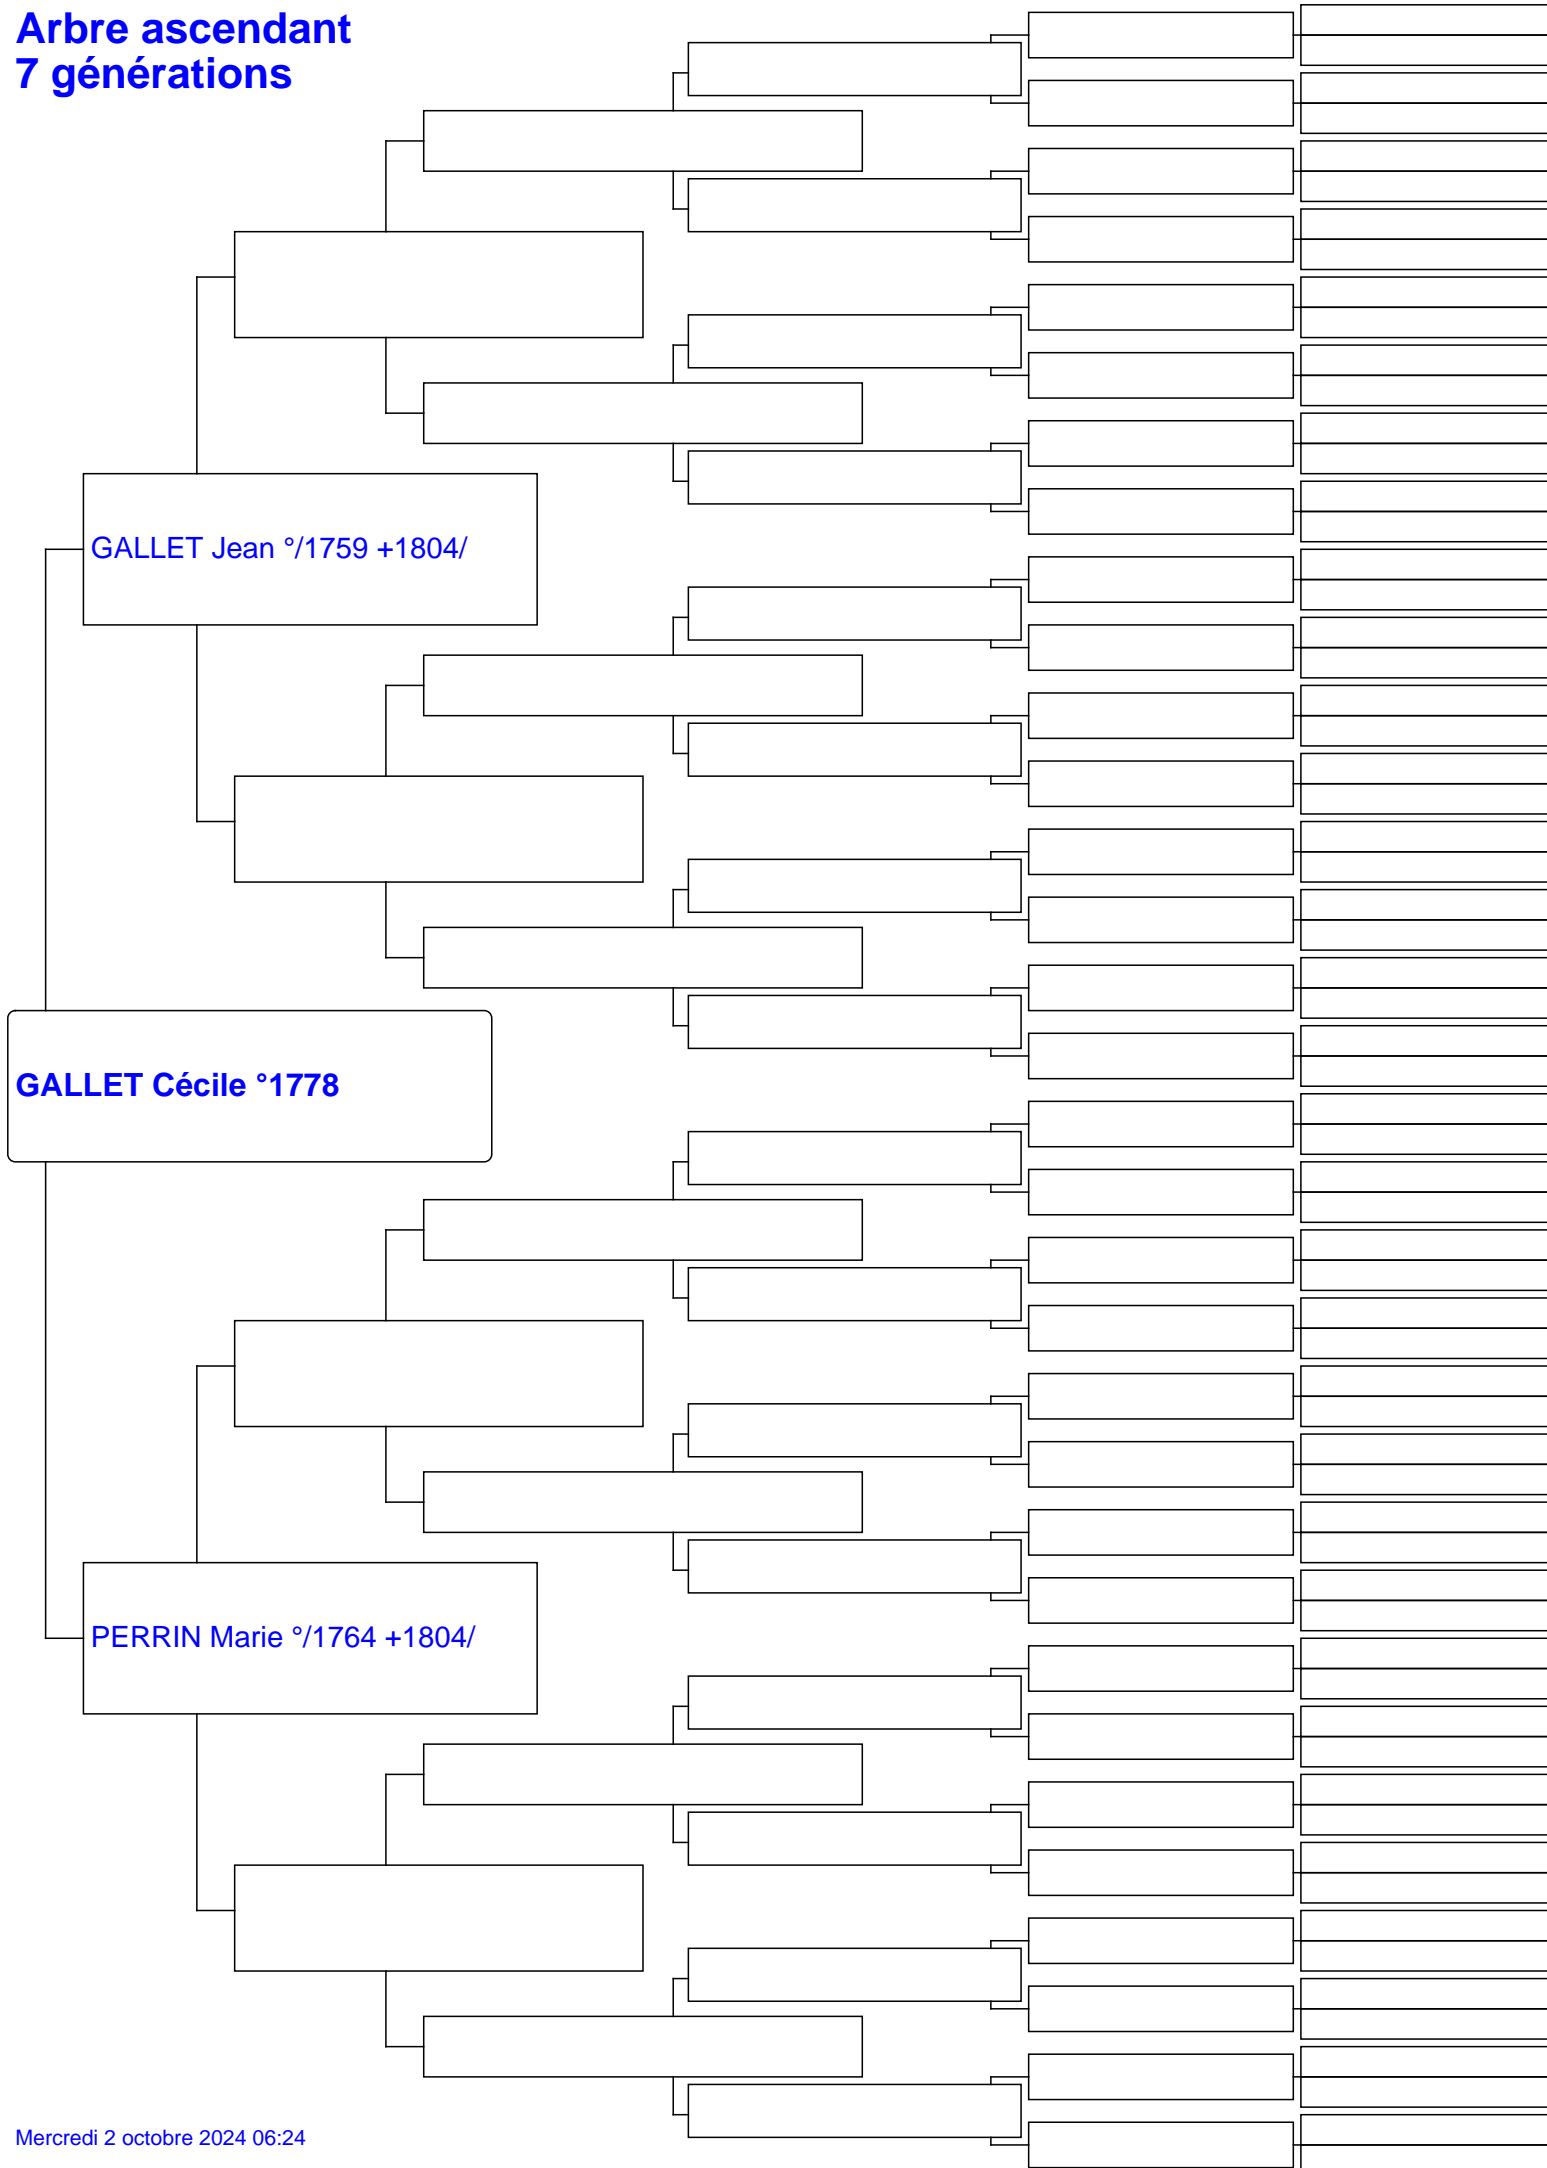 Arbre ascendant
7 générations
GALLET Jean °/1759 +1804/
GALLET Cécile °1778
PERRIN Marie °/1764 +1804/
Mercredi 2 octobre 2024 06:24